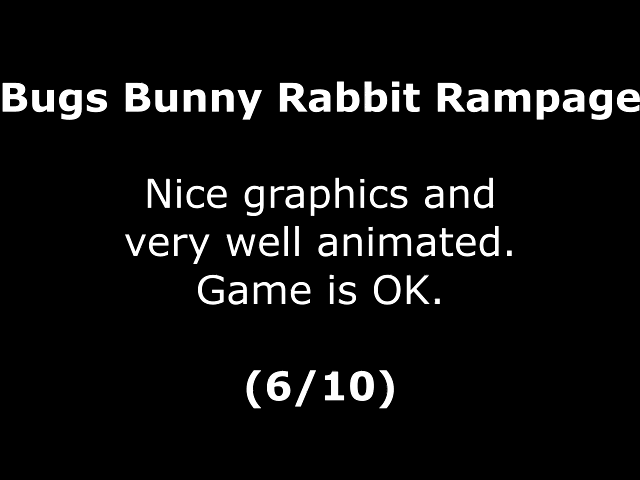 Bugs Bunny Rabbit Rampage
Nice graphics and
very well animated.
Game is OK.
(6/10)